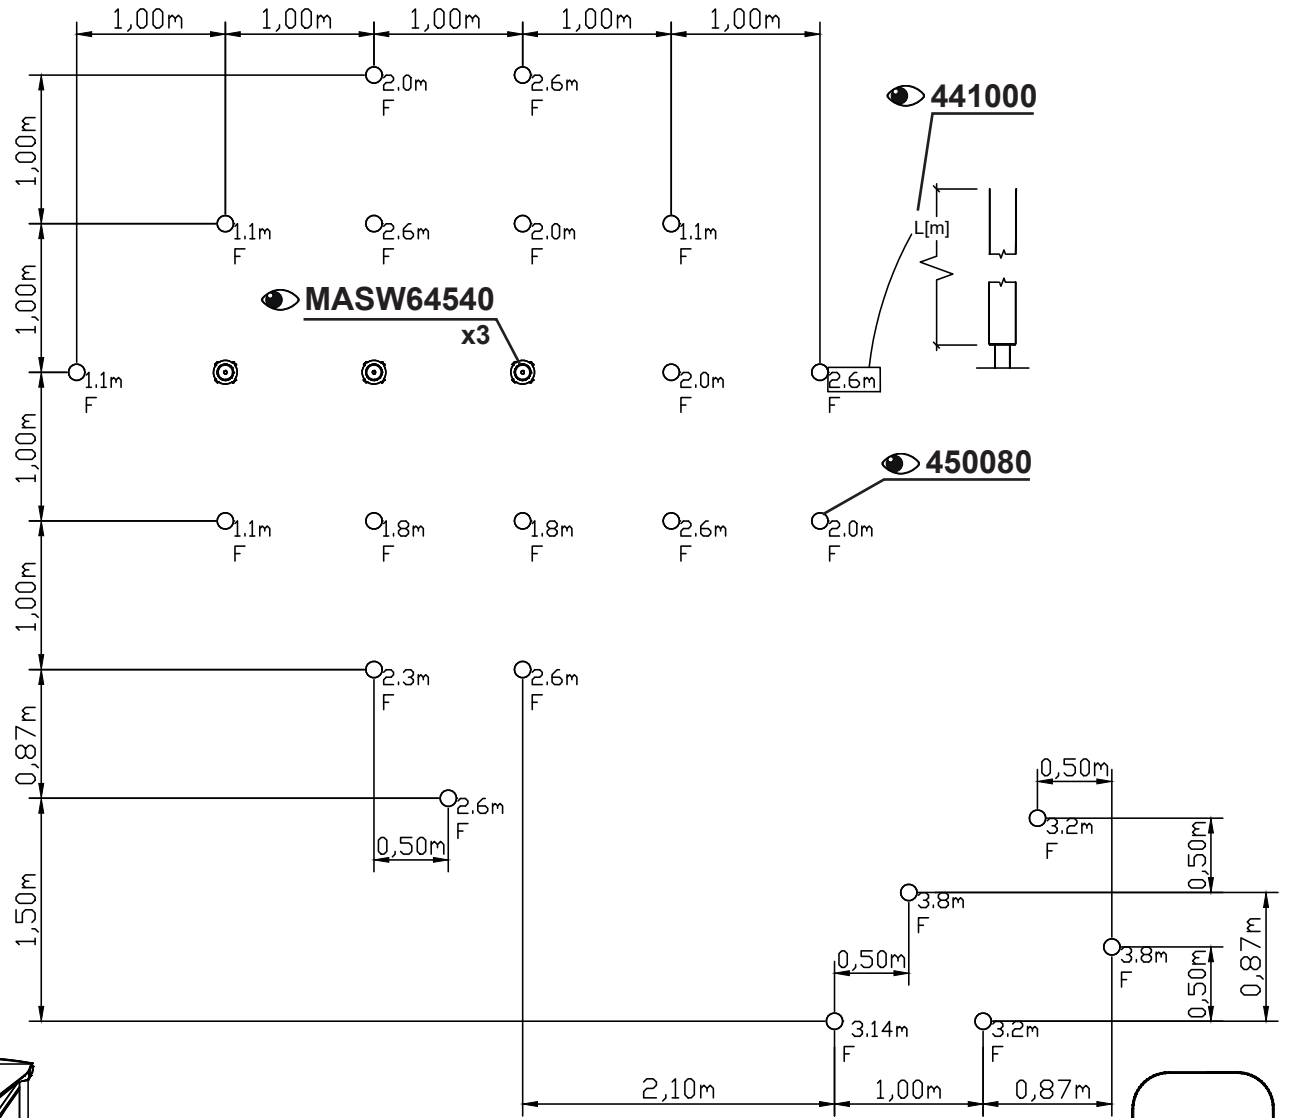 1,00m 1,00m 1,00m 1,00m 1,00m
2.0m 2.6m
F F
441000
1,00m
1.1m 2.6m 2.0m 1.1m
F F F F
L[m]
1,00m
MASW64540
x3
1.1m 2.0m 2.6m
F F F
1,00m
450080
1.1m 1.8m 1.8m 2.6m 2.0m
F F F F F
1,00m
2.3m 2.6m
F F
0,87m
2.6m
F
0,50m
0,50m
3.2m
F
0,50m
1,50m
3.8m
F
0,50m
3.8m
F
0,50m
0,87m
3.14m 3.2m
F F
2,10m 1,00m 0,87m